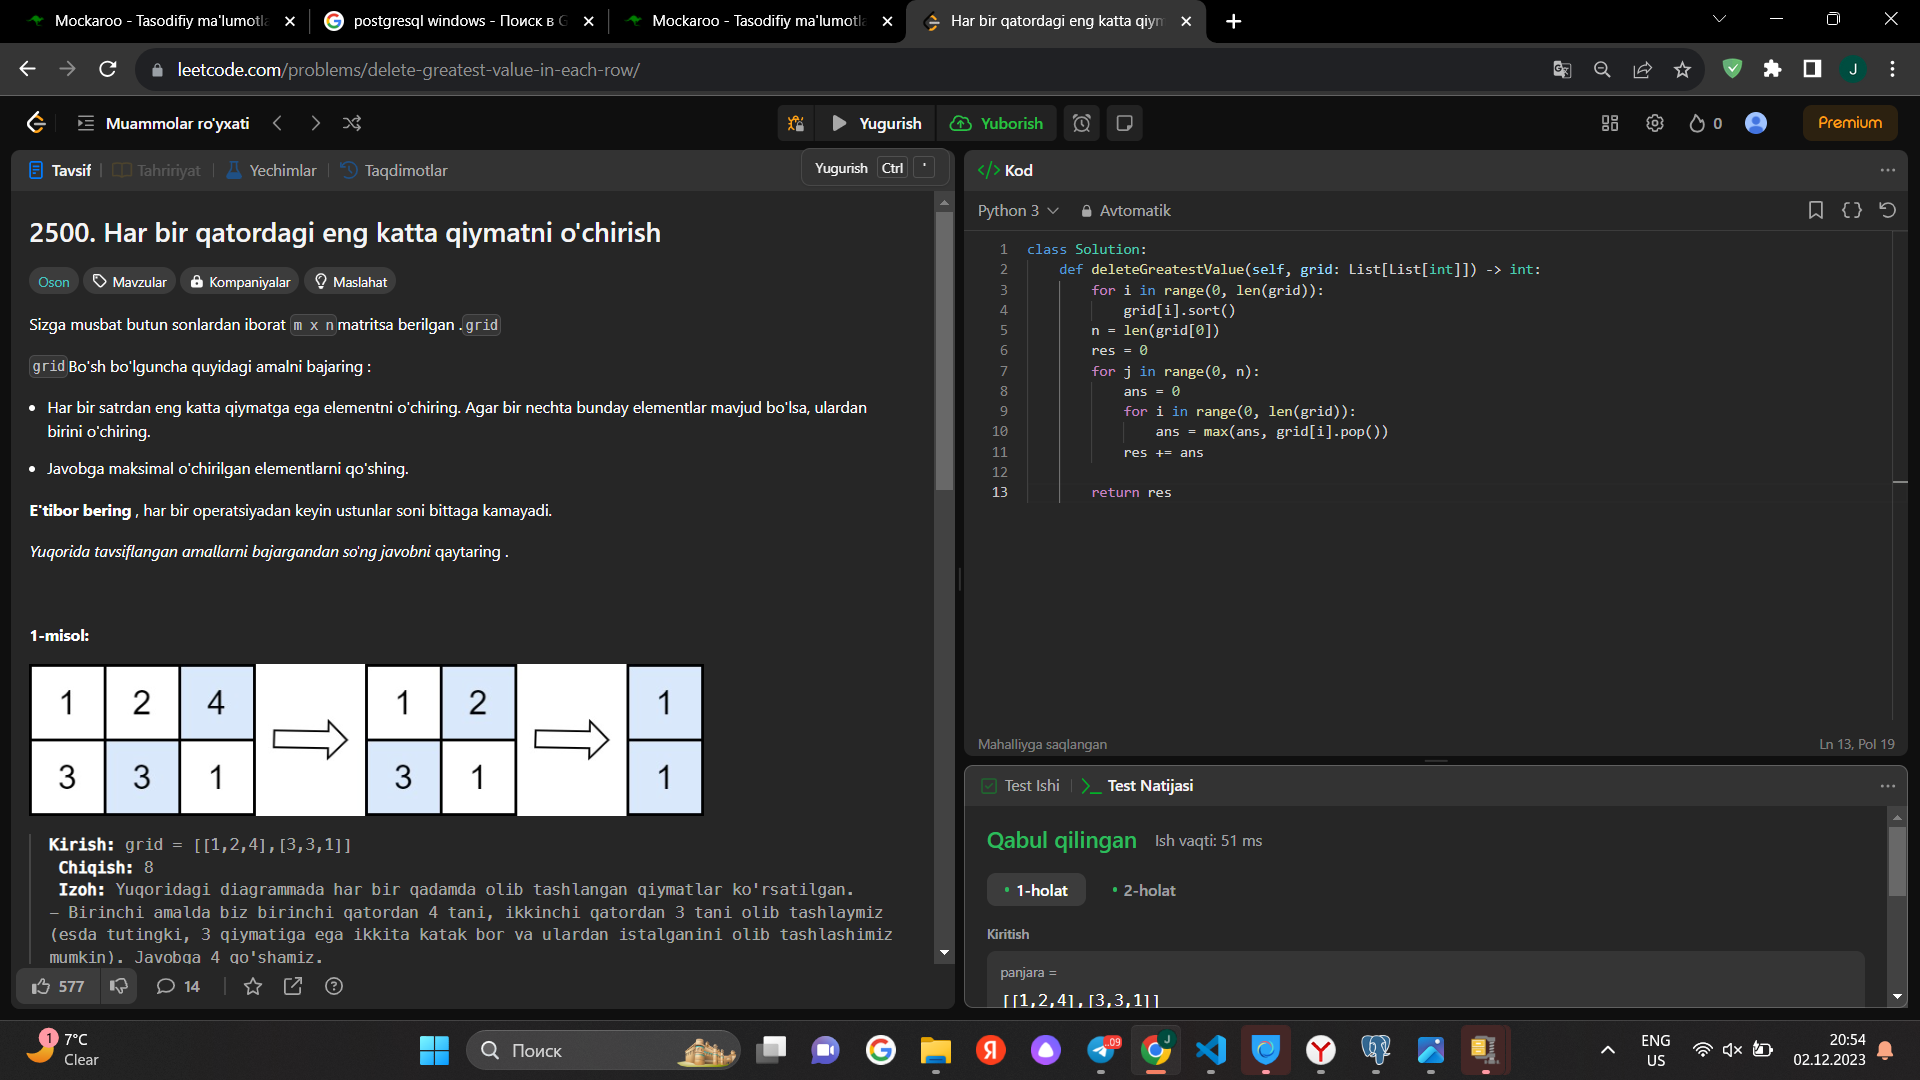 Mockaroo - Tasodifiy ma'lumotla
postgresql windows - Поиск в G
Mockaroo - Tasodifiy ma'lumotla
Har bir qatordagi eng katta qiym
leetcode.com/problems/delete-greatest-value-in-each-row/
J
Muammolar ro'yxati
Yugurish
Yuborish
0
Premium
Tavsif
Tahririyat
Yechimlar
Taqdimotlar
Yugurish Ctrl '
2500. Har bir qatordagi eng katta qiymatni o'chirish
Oson
Mavzular
Kompaniyalar
Maslahat
Sizga musbat butun sonlardan iborat m x n matritsa berilgan . grid
grid Bo'sh bo'lguncha quyidagi amalni bajaring :
• Har bir satrdan eng katta qiymatga ega elementni o'chiring. Agar bir nechta bunday elementlar mavjud bo'lsa, ulardan
birini o'chiring.
• Javobga maksimal o'chirilgan elementlarni qo'shing.
E'tibor bering , har bir operatsiyadan keyin ustunlar soni bittaga kamayadi.
Yuqorida tavsiflangan amallarni bajargandan so'ng javobni qaytaring .
1-misol:
1 2 4 1 2 1
3 3 1 3 1 1
Kirish: grid = [[1,2,4],[3,3,1]]
Chiqish: 8
Izoh: Yuqoridagi diagrammada har bir qadamda olib tashlangan qiymatlar ko'rsatilgan.
– Birinchi amalda biz birinchi qatordan 4 tani, ikkinchi qatordan 3 tani olib tashlaymiz
(esda tutingki, 3 qiymatiga ega ikkita katak bor va ulardan istalganini olib tashlashimiz
mumkin). Javobga 4 qo'shamiz.
577
14
</> Kod
Python 3
Avtomatik
1 class Solution:
2 def deleteGreatestValue(self, grid: List[List[int]]) -> int:
3 for i in range(0, len(grid)):
4 grid[i].sort()
5 n = len(grid[0])
6 res = 0
7 for j in range(0, n):
8 ans = 0
9 for i in range(0, len(grid)):
10 ans = max(ans, grid[i].pop())
11 res += ans
12
13 return res
Mahalliyga saqlangan
Ln 13, Pol 19
Test Ishi
Test Natijasi
Qabul qilingan
Ish vaqti: 51 ms
• 1-holat
• 2-holat
Kiritish
panjara =
[[1,2,4],[3,3,1]]
1
7°C
Clear
Поиск
.09
J
ENG
US
20:54
02.12.2023